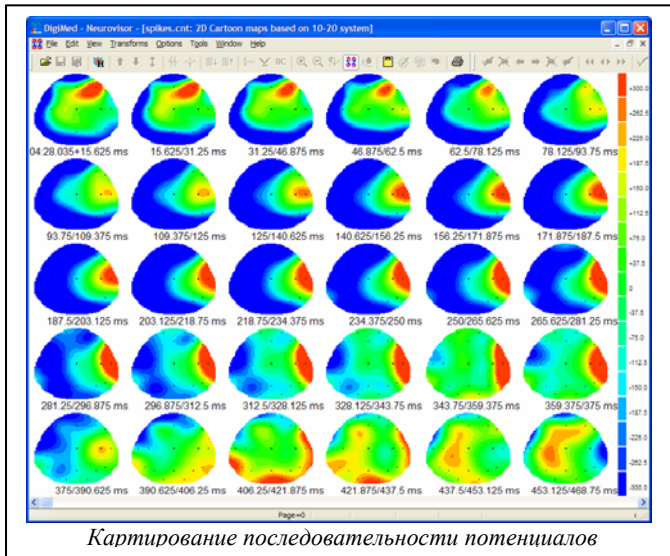 DigiMed - Neurovisor - [spikes.cnt: 2D Cartoon maps based on 10-20 system]
File Edit View Transforms Options Tools Window Help
04:28.035+15.625 ms 15.625/31.25 ms 31.25/46.875 ms 46.875/62.5 ms 62.5/78.125 ms 78.125/93.75 ms
93.75/109.375 ms 109.375/125 ms 125/140.625 ms 140.625/156.25 ms 156.25/171.875 ms 171.875/187.5 ms
187.5/203.125 ms 203.125/218.75 ms 218.75/234.375 ms 234.375/250 ms 250/265.625 ms 265.625/281.25 ms
281.25/296.875 ms 296.875/312.5 ms 312.5/328.125 ms 328.125/343.75 ms 343.75/359.375 ms 359.375/375 ms
375/390.625 ms 390.625/406.25 ms 406.25/421.875 ms 421.875/437.5 ms 437.5/453.125 ms 453.125/468.75 ms
+300.0
+262.5
+225.0
+187.5
+150.0
+112.5
+75.0
+37.5
0
-37.5
-75.0
-112.5
-150.0
-187.5
-225.0
-262.5
-300.0
Page=0
Картирование последовательности потенциалов